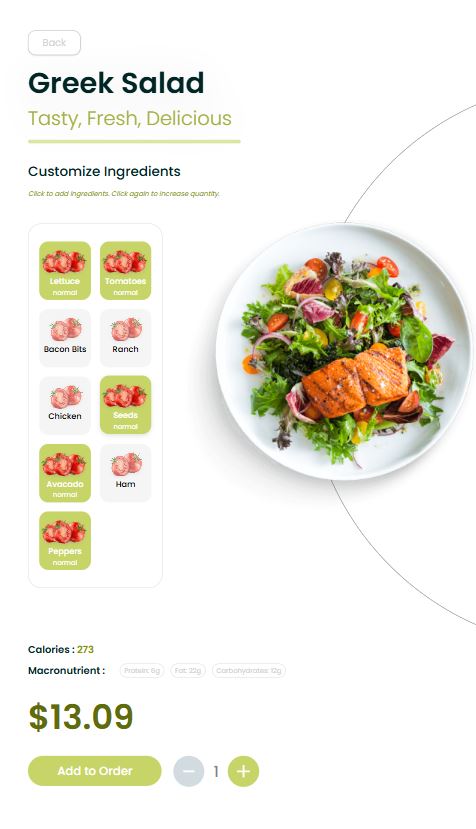 Back
Greek Salad
Tasty, Fresh, Delicious
Customize Ingredients
Click to add ingredients. Click again to increase quantity.
Lettuce
normal
Tomatoes
normal
Bacon Bits
Ranch
Chicken
Seeds
normal
Avacado
normal
Ham
Peppers
normal
Calories : 273
Macronutrient : Protein: 6g Fat: 22g Carbohydrates: 12g
$13.09
Add to Order − 1 +